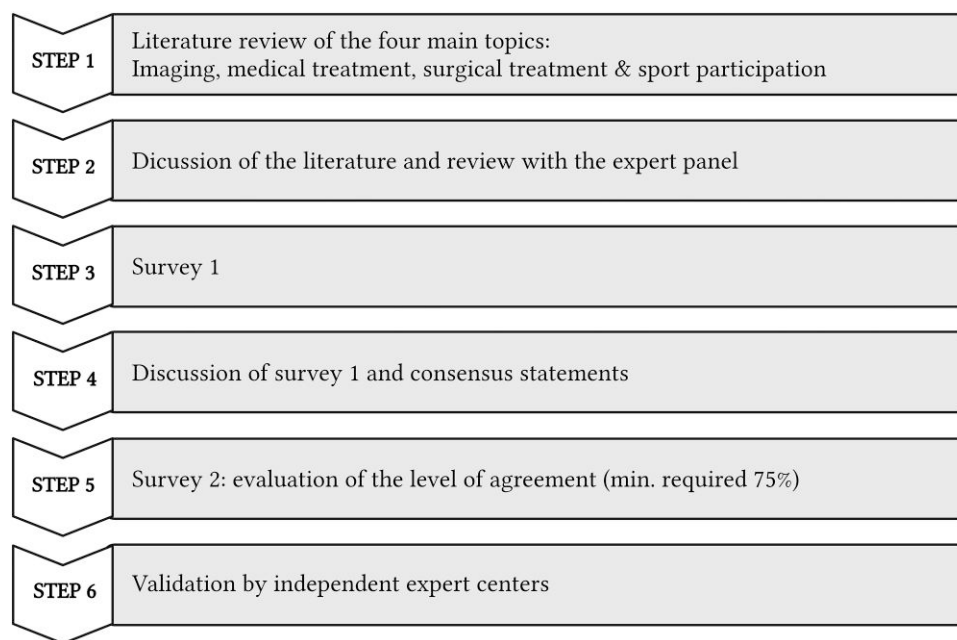 STEP 1
Literature review of the four main topics:
Imaging, medical treatment, surgical treatment & sport participation
STEP 2
Dicussion of the literature and review with the expert panel
STEP 3
Survey 1
STEP 4
Discussion of survey 1 and consensus statements
STEP 5
Survey 2: evaluation of the level of agreement (min. required 75%)
STEP 6
Validation by independent expert centers